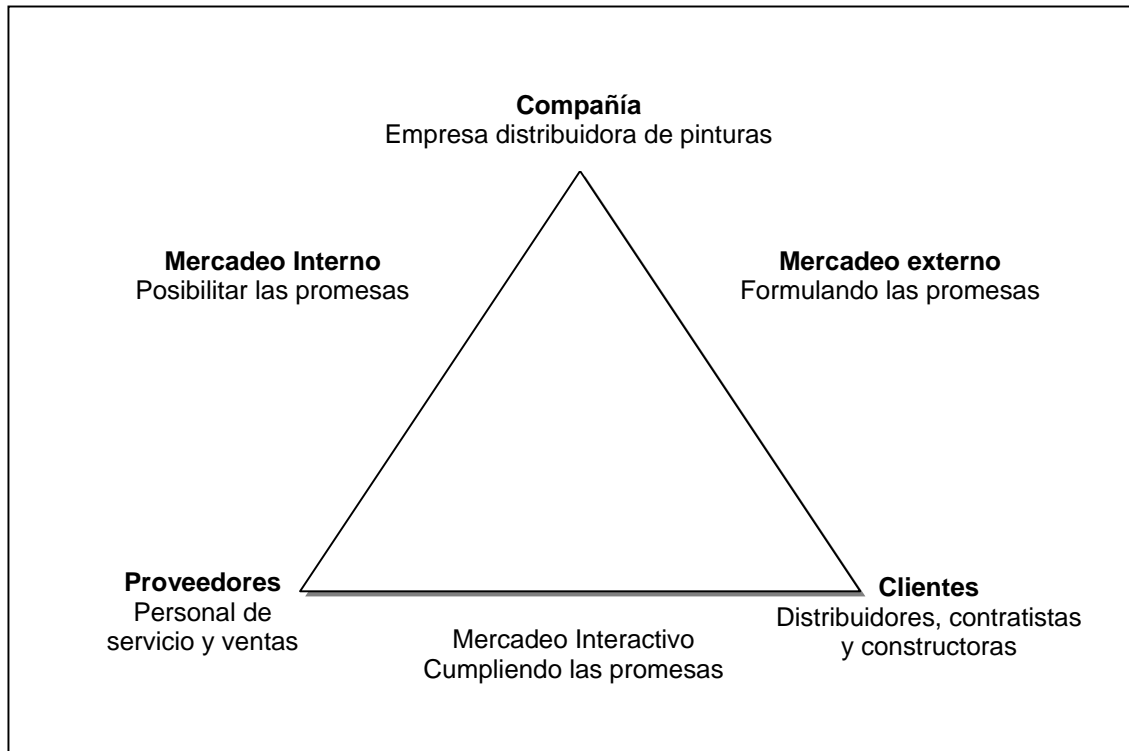 Compañía
Empresa distribuidora de pinturas
Mercadeo Interno
Posibilitar las promesas
Mercadeo externo
Formulando las promesas
Proveedores
Personal de
servicio y ventas
Mercadeo Interactivo
Cumpliendo las promesas
Clientes
Distribuidores, contratistas
y constructoras